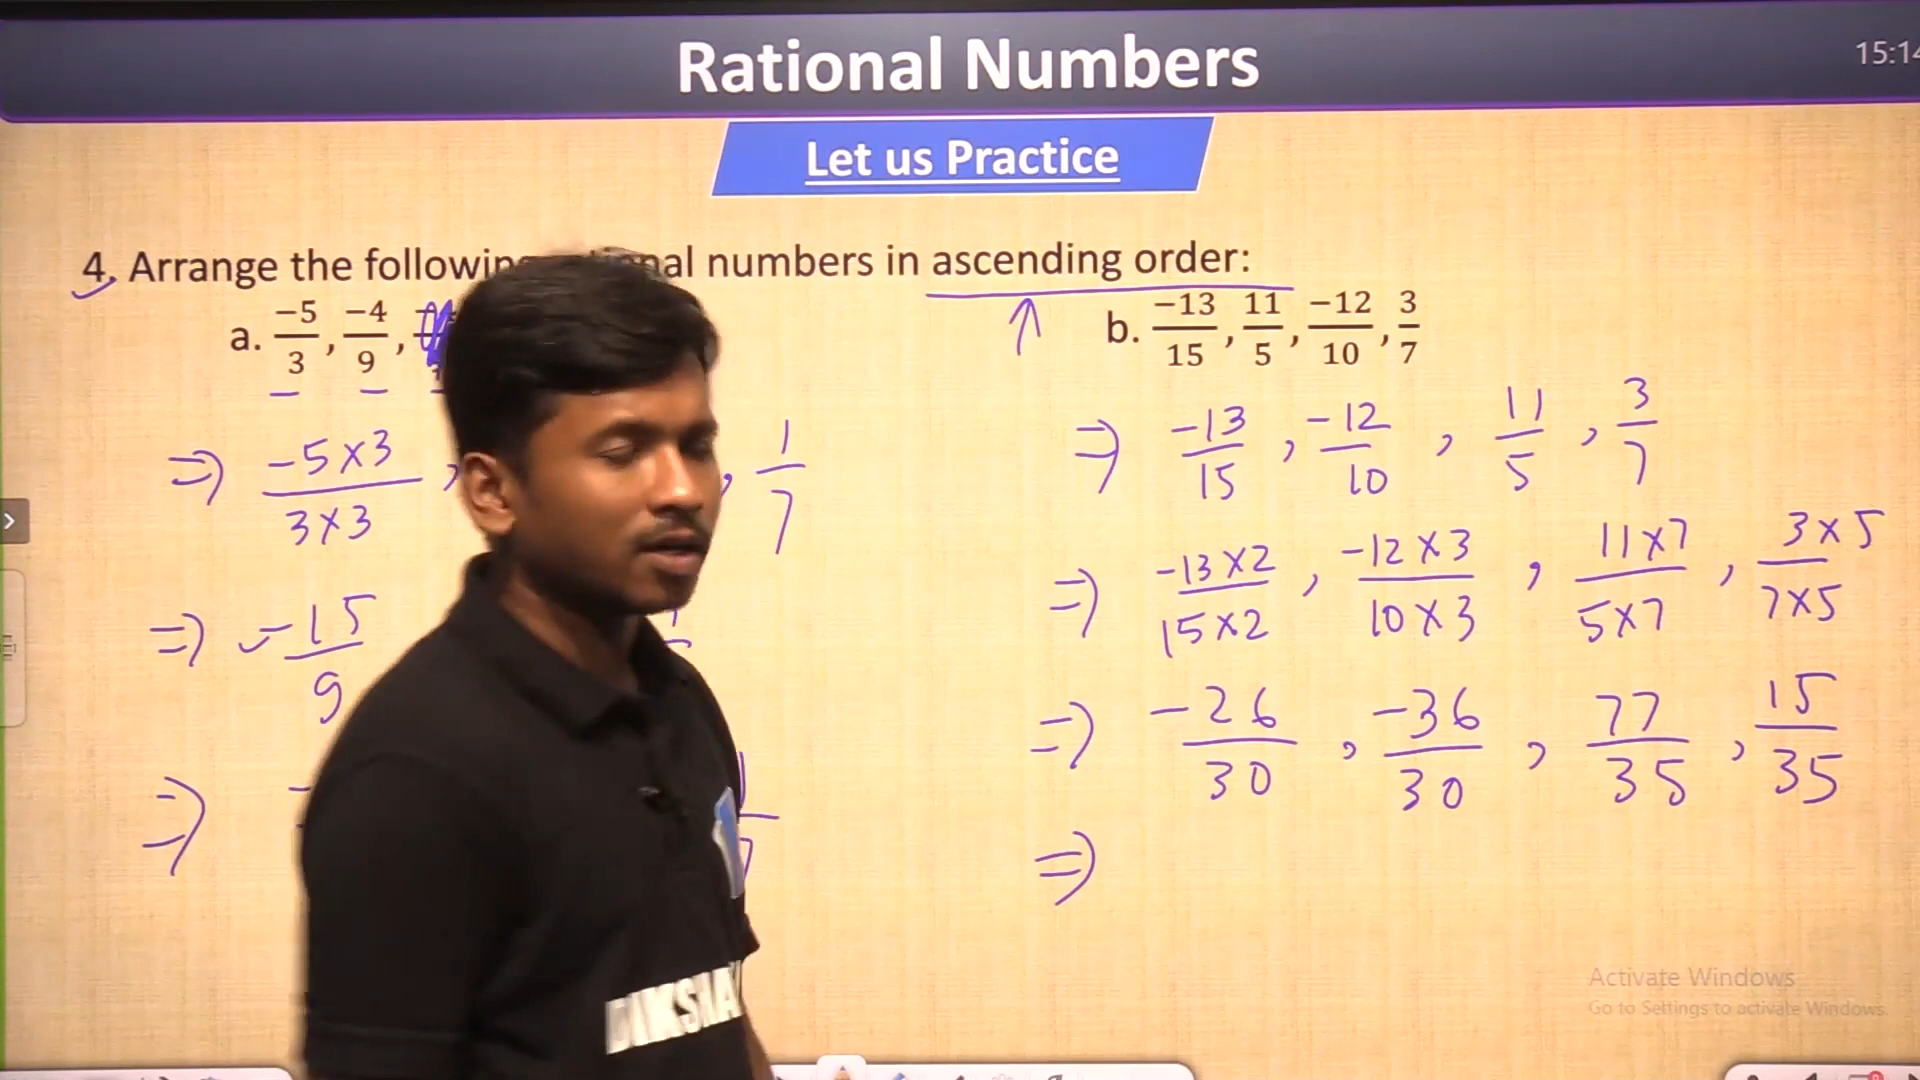 Rational Numbers
15:14
Let us Practice
4. Arrange the following nal numbers in ascending order:
a. -5/3, -4/9,
b. -13/15, 11/5, -12/10, 3/7
⇒ -5×3/3×3, , 1/7
⇒ -13/15, -12/10, 11/5, 3/7
⇒ -13×2/15×2, -12×3/10×3, 11×7/5×7, 3×5/7×5
⇒ -15/9
⇒ -26/30, -36/30, 77/35, 15/35
⇒
⇒
Activate Windows
Go to Settings to activate Windows.
DIKSHA